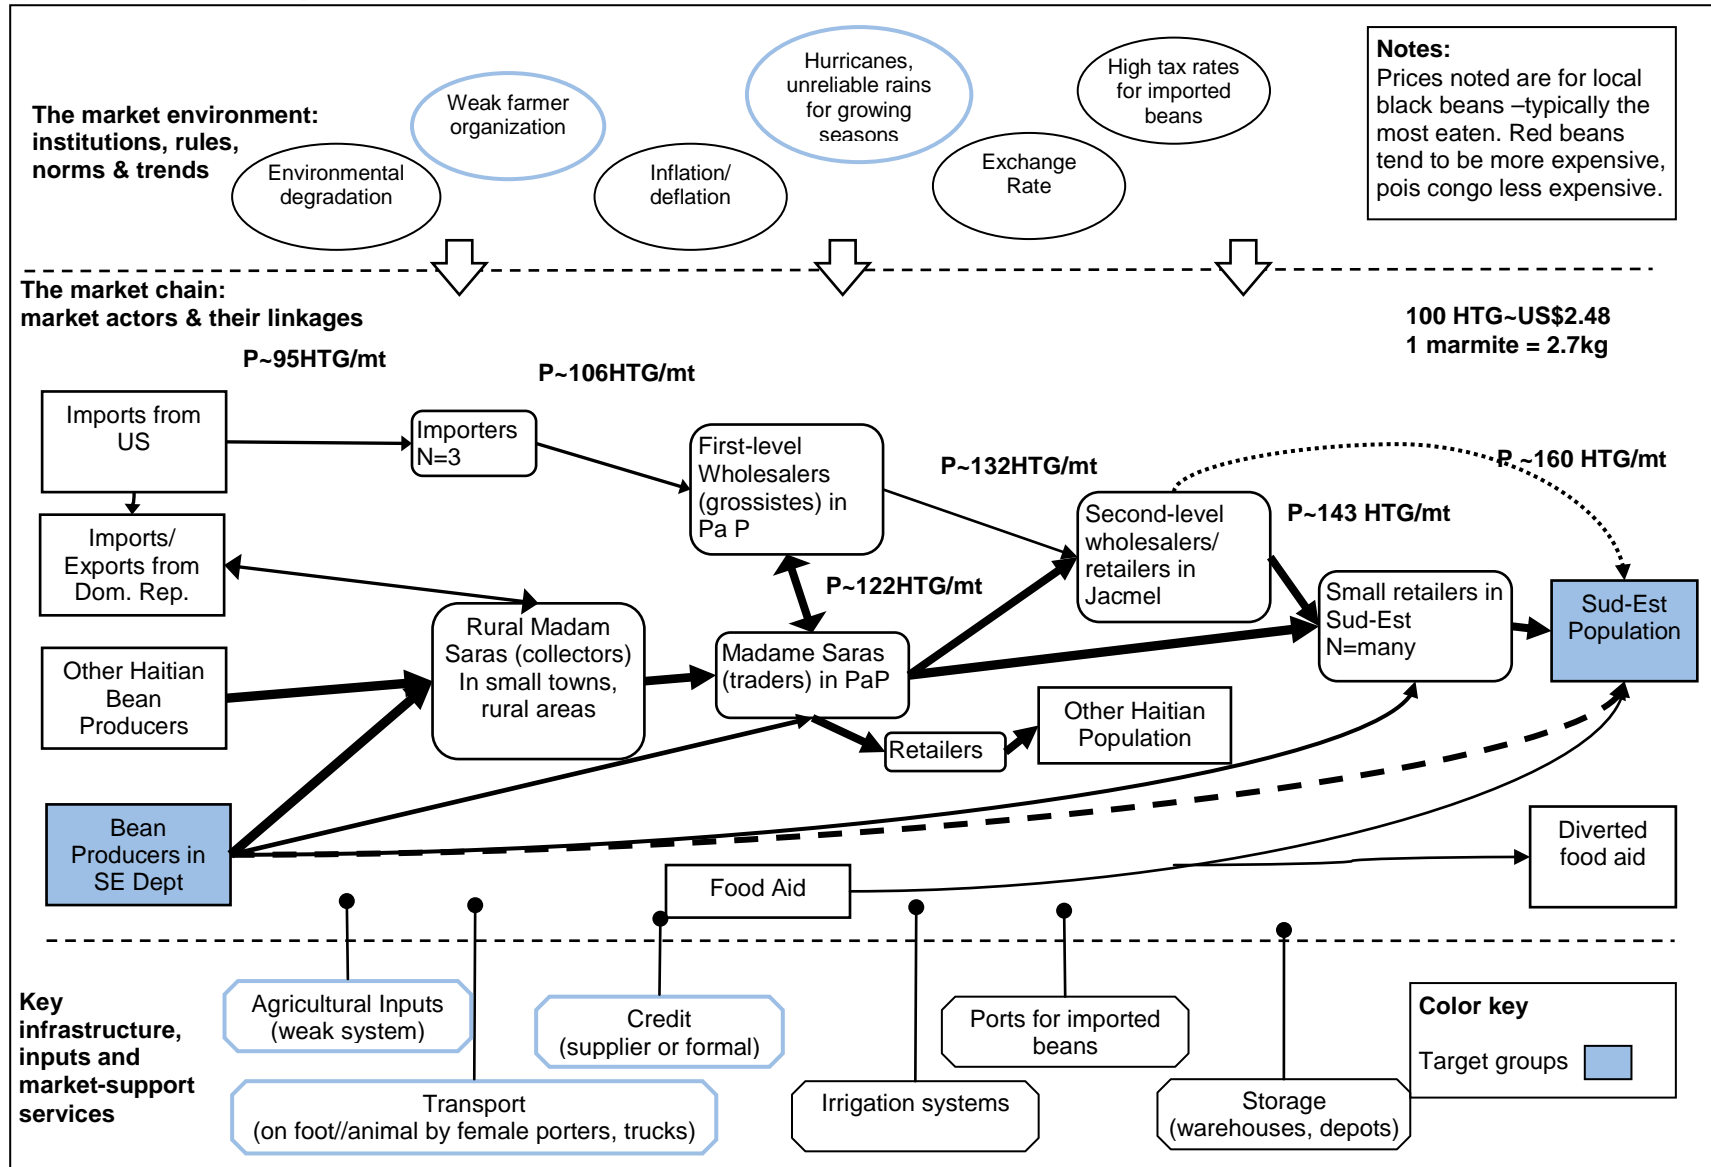 The market environment:
institutions, rules,
norms & trends
Environmental
degradation
Weak farmer
organization
Inflation/
deflation
Hurricanes,
unreliable rains
for growing
seasons
Exchange
Rate
High tax rates
for imported
beans
Notes:
Prices noted are for local
black beans –typically the
most eaten. Red beans
tend to be more expensive,
pois congo less expensive.
The market chain:
market actors & their linkages
100 HTG~US$2.48
1 marmite = 2.7kg
P~95HTG/mt
P~106HTG/mt
P~132HTG/mt
P ~160 HTG/mt
P~143 HTG/mt
P~122HTG/mt
Imports from
US
Importers
N=3
First-level
Wholesalers
(grossistes) in
Pa P
Second-level
wholesalers/
retailers in
Jacmel
Imports/
Exports from
Dom. Rep.
Rural Madam
Saras (collectors)
In small towns,
rural areas
Madame Saras
(traders) in PaP
Small retailers in
Sud-Est
N=many
Sud-Est
Population
Other Haitian
Bean
Producers
Retailers
Other Haitian
Population
Bean
Producers in
SE Dept
Food Aid
Diverted
food aid
Key
infrastructure,
inputs and
market-support
services
Agricultural Inputs
(weak system)
Transport
(on foot//animal by female porters, trucks)
Credit
(supplier or formal)
Irrigation systems
Ports for imported
beans
Storage
(warehouses, depots)
Color key
Target groups